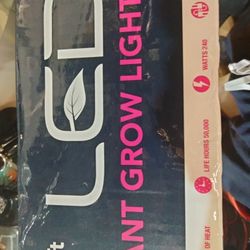 LED
ANT GROW LIGHT
OF HEAT
LIFE HOURS 50,000
WATTS 240